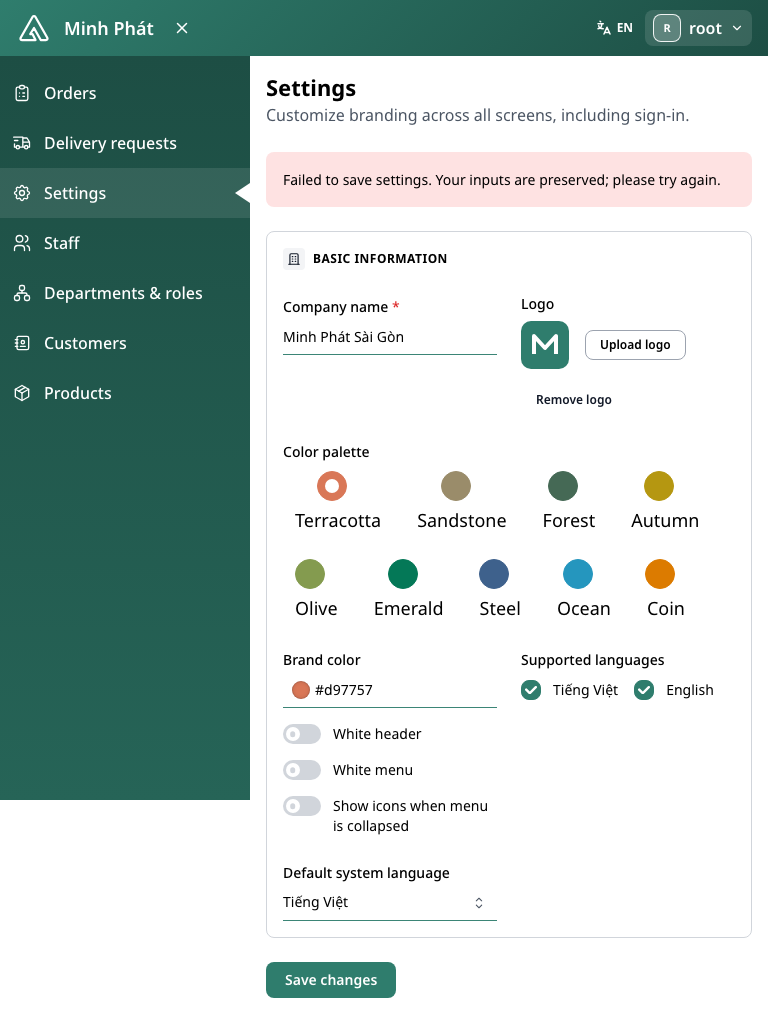 Minh Phát
EN
R
root
Orders
Delivery requests
Settings
Staff
Departments & roles
Customers
Products
Settings
Customize branding across all screens, including sign-in.
Failed to save settings. Your inputs are preserved; please try again.
BASIC INFORMATION
Company name *
Minh Phát Sài Gòn
Logo
M
Upload logo
Remove logo
Color palette
Terracotta
Sandstone
Forest
Autumn
Olive
Emerald
Steel
Ocean
Coin
Brand color
#d97757
Supported languages
Tiếng Việt
English
White header
White menu
Show icons when menu
is collapsed
Default system language
Tiếng Việt
Save changes